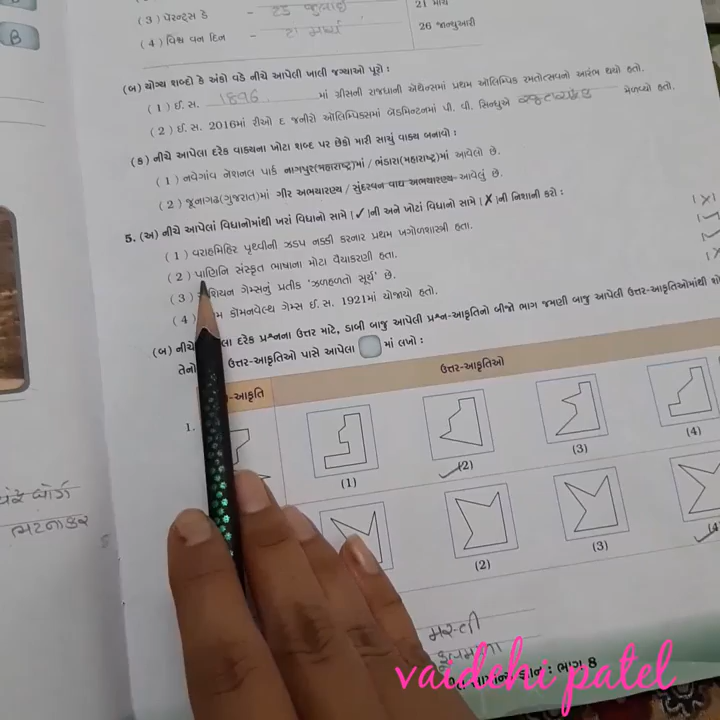 B
(3) પેરન્ટ્સ ડે -
21 માર્ચ
(4) વિશ્વ વન દિન -
26 જાન્યુઆરી
(બ) યોગ્ય શબ્દો કે અંકો વડે નીચે આપેલી ખાલી જગ્યાઓ પૂરો :
(1) ઈ.સ. 1896 માં ગ્રીસની રાજધાની ઍથેન્સમાં પ્રથમ ઓલિમ્પિક રમતોત્સવનો આરંભ થયો હતો.
(2) ઈ.સ. 2016માં રીઓ દ જનીરો ઓલિમ્પિક્સમાં બૅડમિન્ટનમાં પી. વી. સિન્ધુએ મેળવ્યો હતો.
(ક) નીચે આપેલા દરેક વાક્યના ખોટા શબ્દ પર છેકો મારી સાચું વાક્ય બનાવો :
(1) નવેગાંવ નેશનલ પાર્ક નાગપુર(મહારાષ્ટ્ર)માં / ભંડારા(મહારાષ્ટ્ર)માં આવેલો છે.
(2) જૂનાગઢ(ગુજરાત)માં ગીર અભયારણ્ય / સુંદરવન વાઘ અભયારણ્ય આવેલું છે.
5. (અ) નીચે આપેલાં વિધાનોમાંથી ખરાં વિધાનો સામે |✓|ની અને ખોટાં વિધાનો સામે |X|ની નિશાની કરો :
(1) વરાહમિહિર પૃથ્વીની ઝડપ નક્કી કરનાર પ્રથમ ખગોળશાસ્ત્રી હતા. |X|
(2) પાણિનિ સંસ્કૃત ભાષાના મોટા વૈયાકરણી હતા. |✓|
(3) શિયન ગેમ્સનું પ્રતીક 'ઝળહળતો સૂર્ય' છે.
(4) કૉમનવેલ્થ ગેમ્સ ઈ.સ. 1921માં યોજાયો હતો.
(બ) નીચે લા દરેક પ્રશ્નના ઉત્તર માટે, ડાબી બાજુ આપેલી પ્રશ્ન-આકૃતિનો બીજો ભાગ જમણી બાજુ આપેલી ઉત્તર-આકૃતિઓમાંથી
તેનો ઉત્તર-આકૃતિઓ પાસે આપેલા માં લખો :
-આકૃતિ ઉત્તર-આકૃતિઓ
1.
(1) (2) (3) (4)
(2) (3)
મસ્તી
vaidehi patel
જ્ઞાન : ભાગ 8